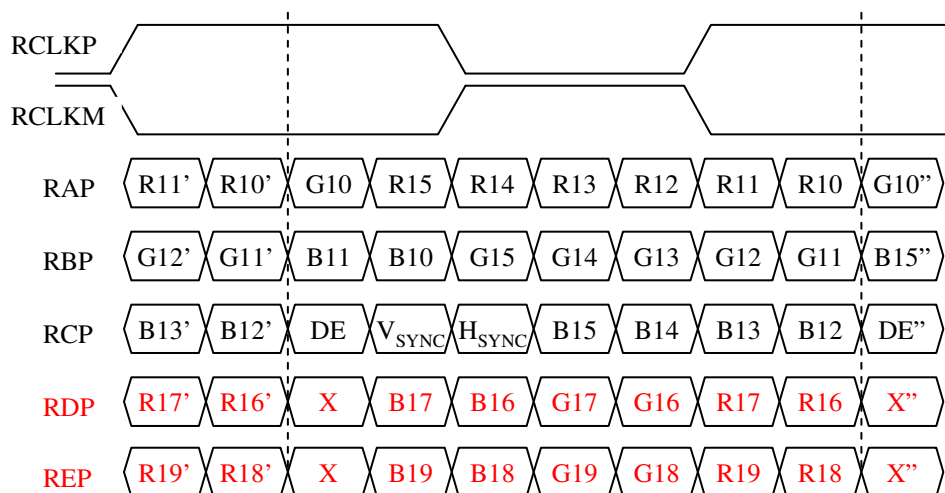 RCLKP
RCLKM
RAP R11’ R10’ G10 R15 R14 R13 R12 R11 R10 G10”
RBP G12’ G11’ B11 B10 G15 G14 G13 G12 G11 B15”
RCP B13’ B12’ DE VSYNC HSYNC B15 B14 B13 B12 DE”
RDP R17’ R16’ X B17 B16 G17 G16 R17 R16 X”
REP R19’ R18’ X B19 B18 G19 G18 R19 R18 X”